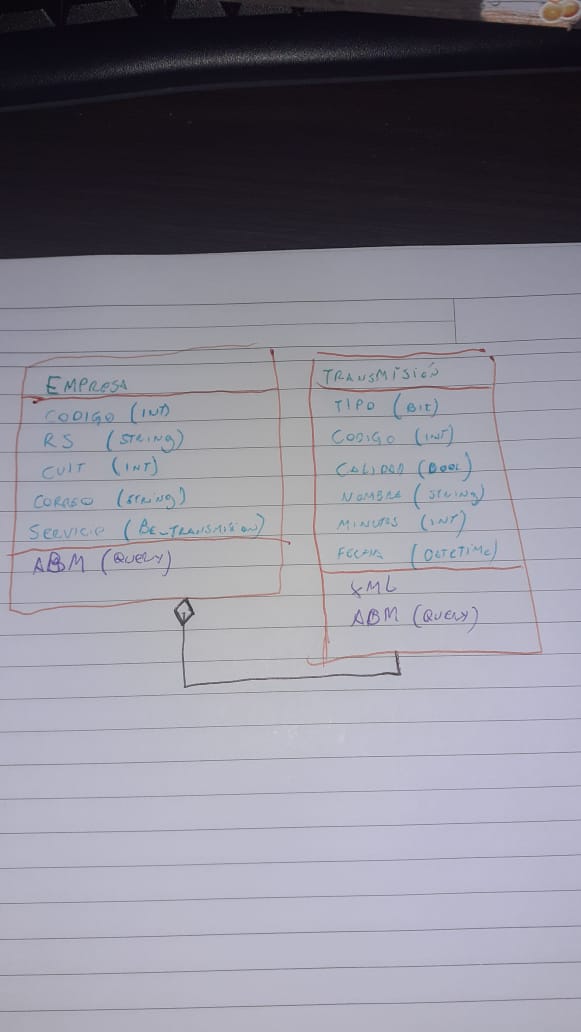 EMPRESA
CODIGO (INT)
RS (STRING)
CUIT (INT)
CORREO (STRING)
SERVICIO (BE_TRANSMISION)
ABM (QUERY)
TRANSMISIÓN
TIPO (BIT)
CODIGO (INT)
CALIDAD (BOOL)
NOMBRE (STRING)
MINUTOS (INT)
FECHA (DATETIME)
XML
ABM (QUERY)